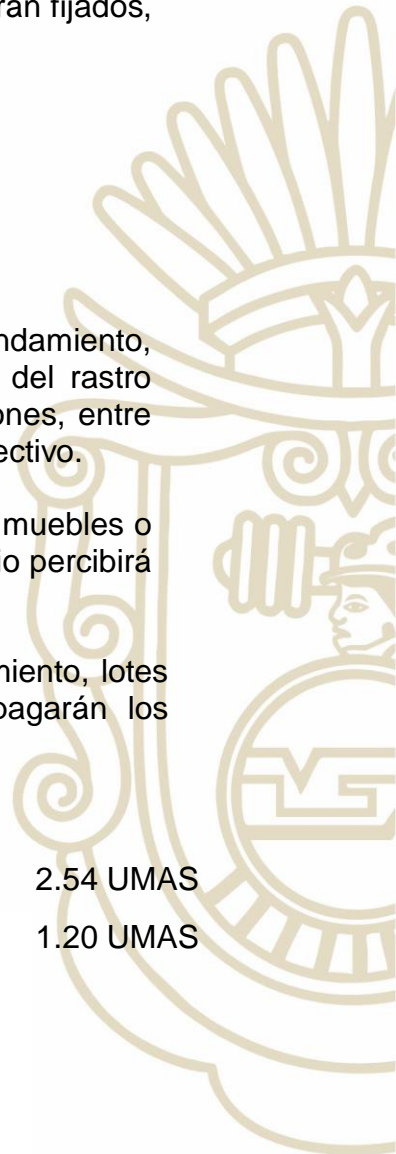 rán fijados,
ndamiento,
del rastro
ones, entre
ectivo.
muebles o
io percibirá
miento, lotes
pagarán los
2.54 UMAS
1.20 UMAS